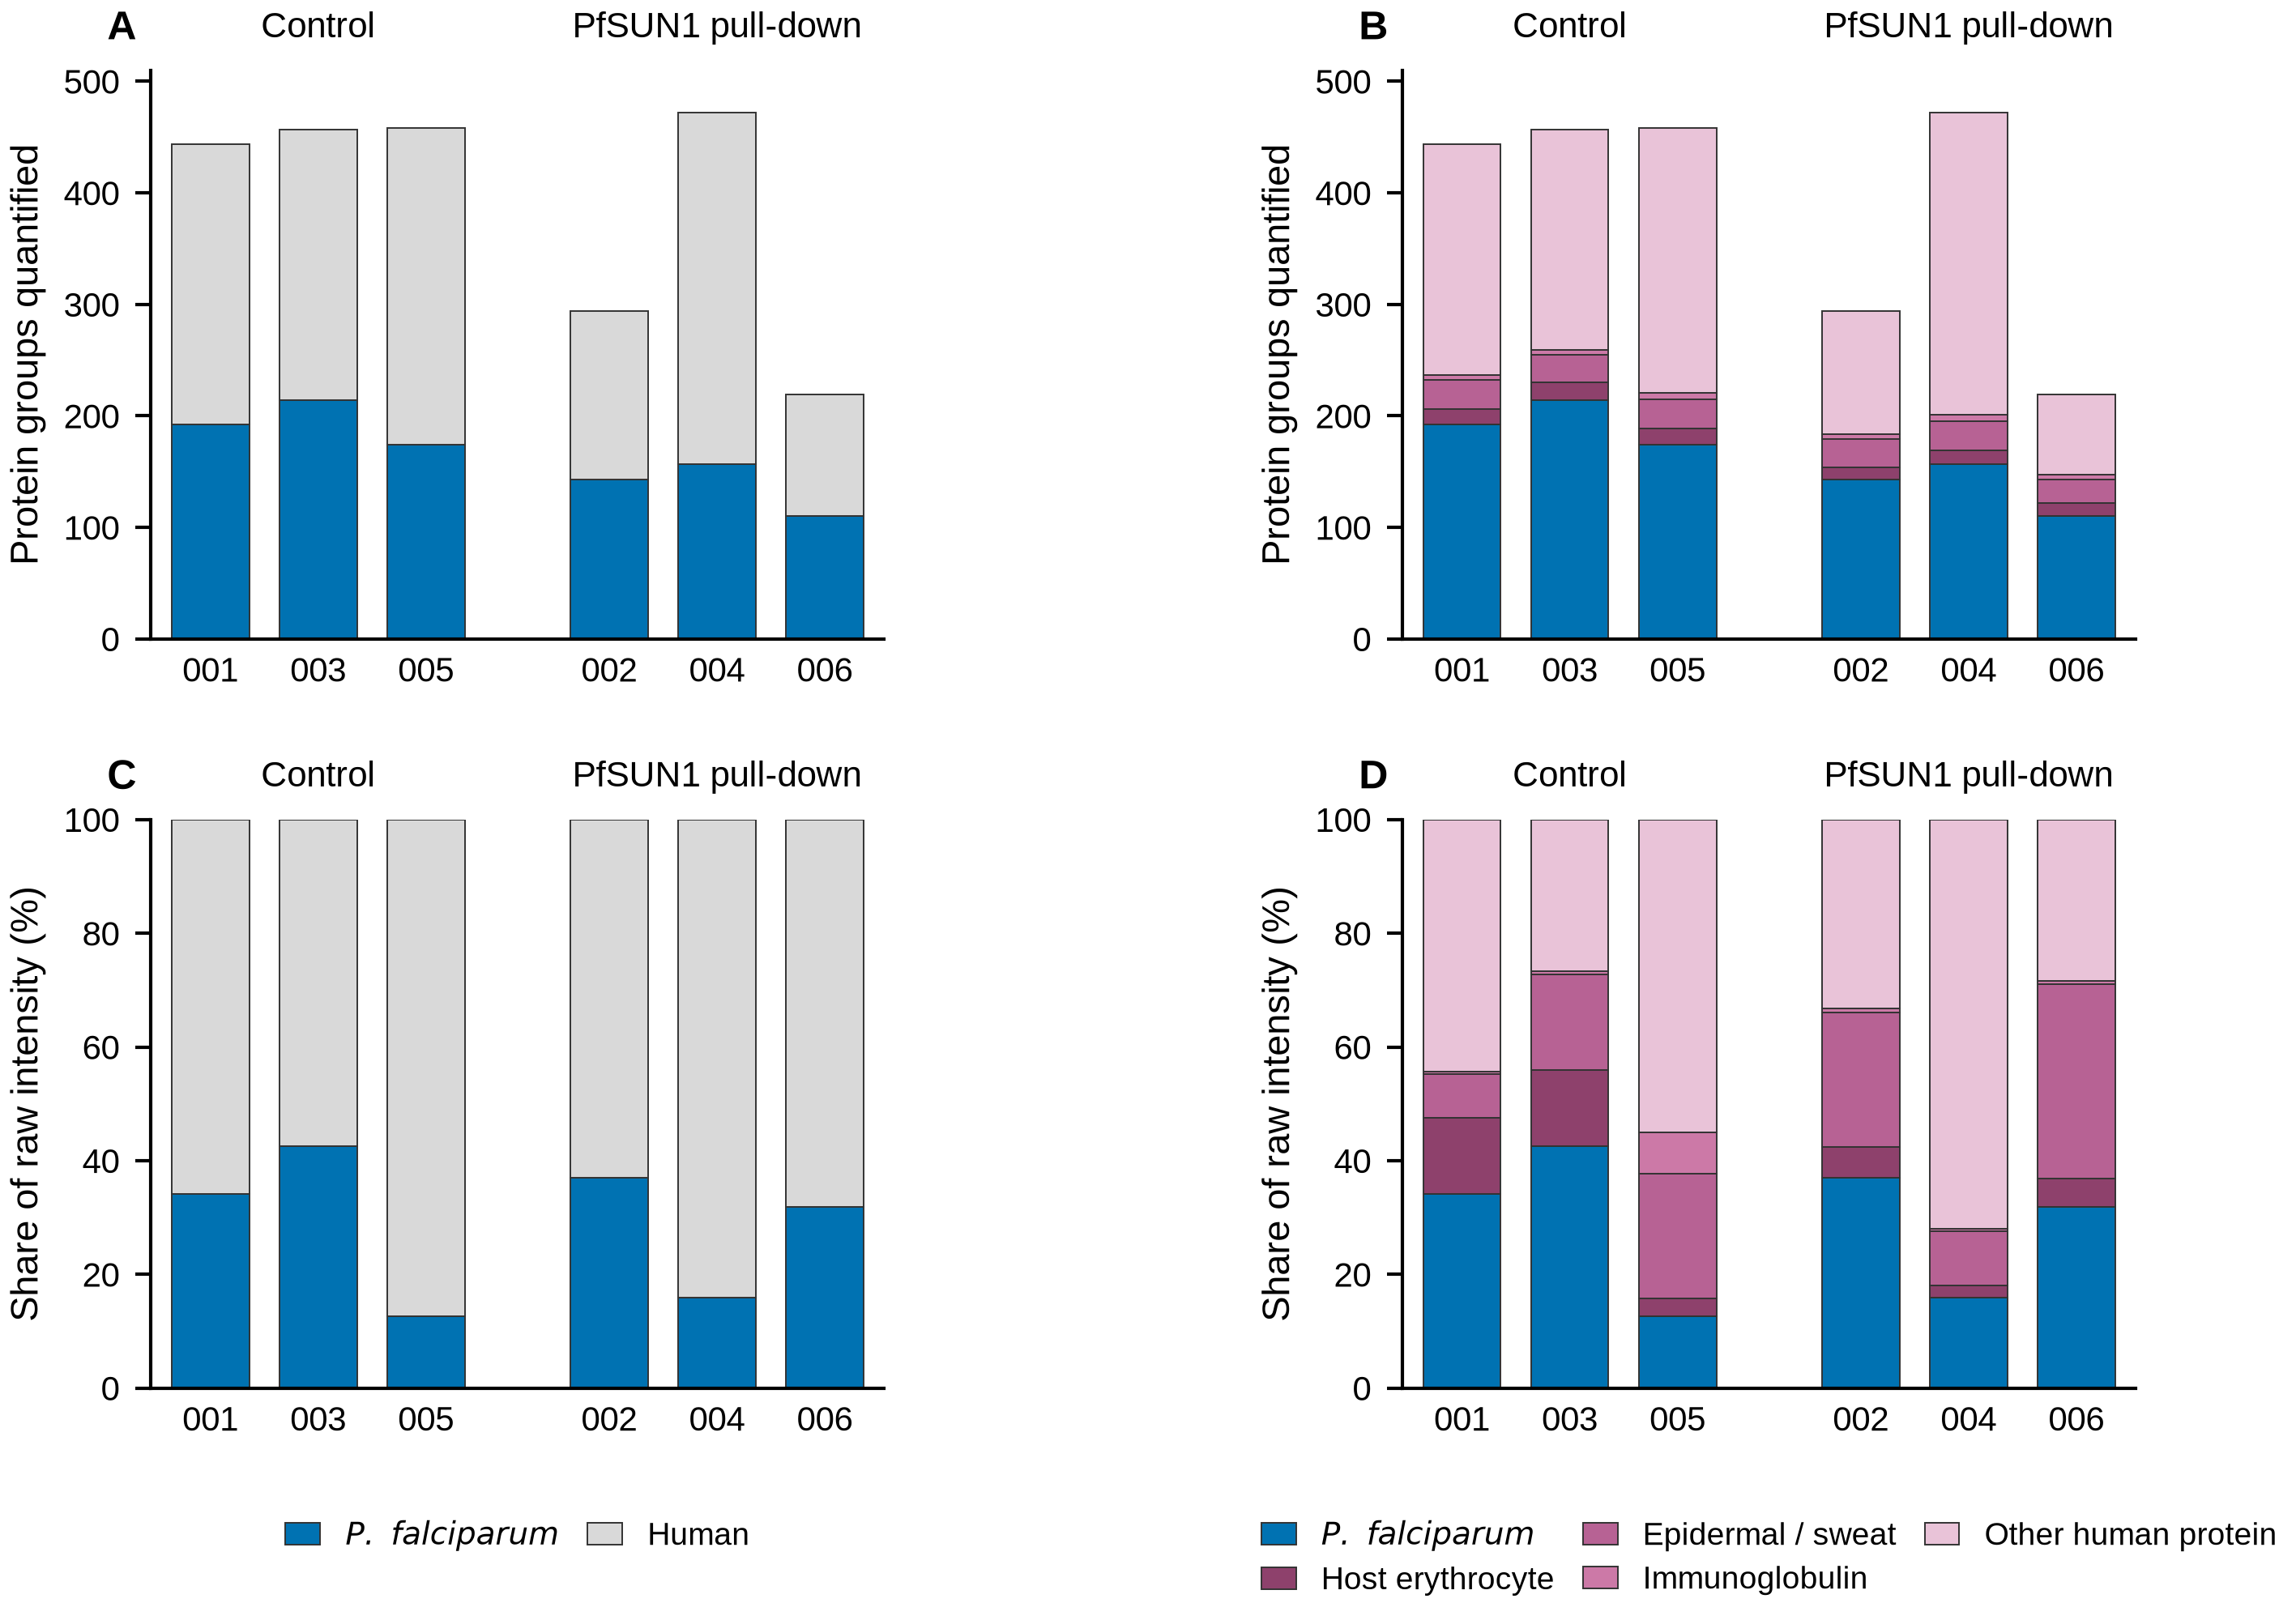 A Control PfSUN1 pull-down
Protein groups quantified
500
400
300
200
100
0
001 003 005 002 004 006
B Control PfSUN1 pull-down
Protein groups quantified
500
400
300
200
100
0
001 003 005 002 004 006
C Control PfSUN1 pull-down
Share of raw intensity (%)
100
80
60
40
20
0
001 003 005 002 004 006
D Control PfSUN1 pull-down
Share of raw intensity (%)
100
80
60
40
20
0
001 003 005 002 004 006
P. falciparum Human
P. falciparum Epidermal / sweat Other human protein
Host erythrocyte Immunoglobulin